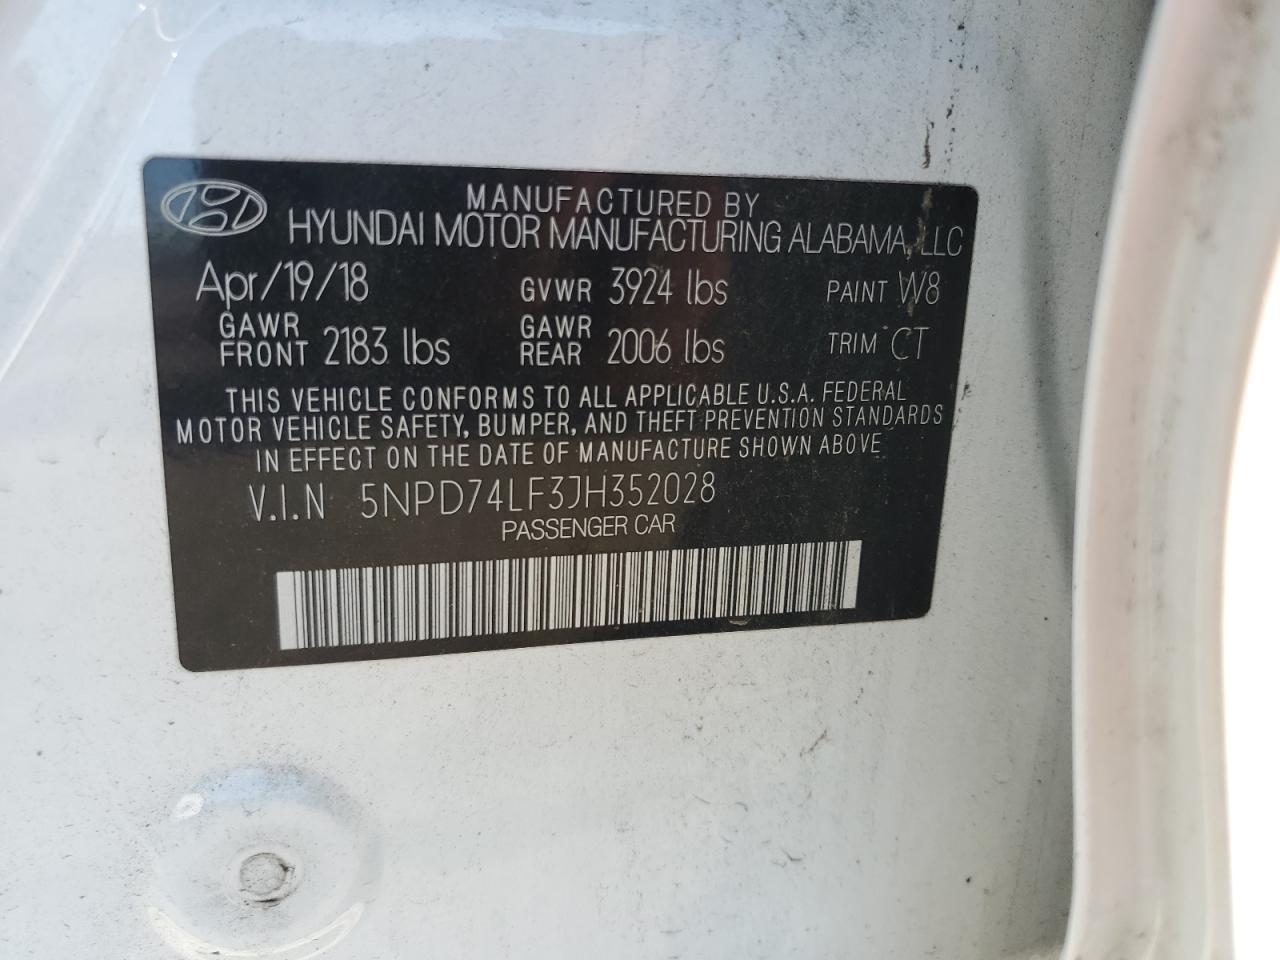 MANUFACTURED BY
HYUNDAI MOTOR MANUFACTURING ALABAMA, LLC
Apr/19/18 GVWR 3924 lbs PAINT W8
GAWR FRONT 2183 lbs GAWR REAR 2006 lbs TRIM CT
THIS VEHICLE CONFORMS TO ALL APPLICABLE U.S.A. FEDERAL
MOTOR VEHICLE SAFETY, BUMPER, AND THEFT PREVENTION STANDARDS
IN EFFECT ON THE DATE OF MANUFACTURE SHOWN ABOVE
V.I.N 5NPD74LF3JH352028
PASSENGER CAR